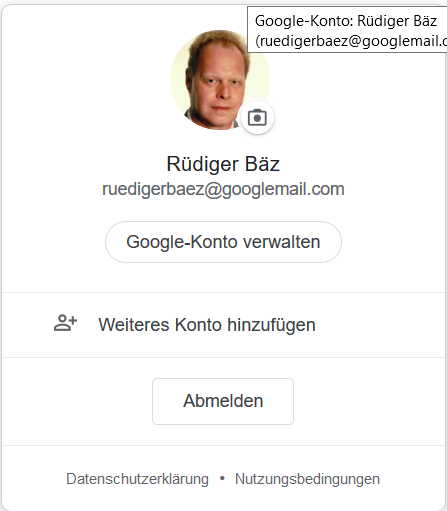 Google-Konto: Rüdiger Bäz
(ruedigerbaez@googlemail.c
Rüdiger Bäz
ruedigerbaez@googlemail.com
Google-Konto verwalten
Weiteres Konto hinzufügen
Abmelden
Datenschutzerklärung • Nutzungsbedingungen